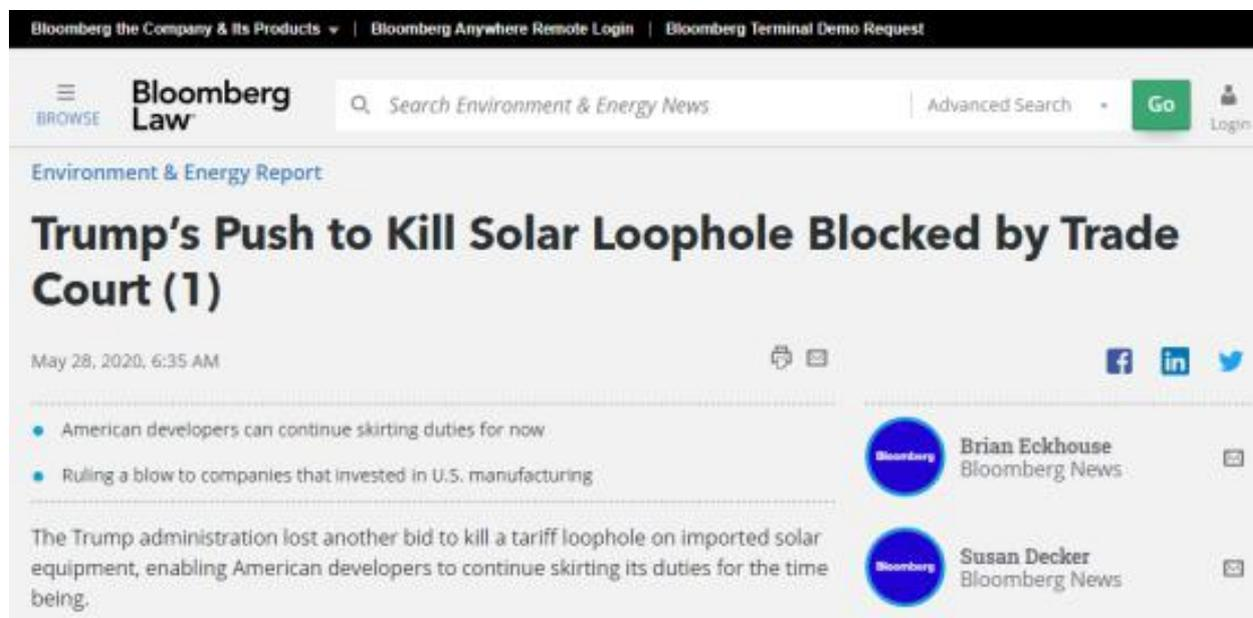 Bloomberg the Company & Its Products | Bloomberg Anywhere Remote Login | Bloomberg Terminal Demo Request
BROWSE
Bloomberg
Law
Search Environment & Energy News
Advanced Search
Go
Login
Environment & Energy Report
Trump's Push to Kill Solar Loophole Blocked by Trade
Court (1)
May 28, 2020, 6:35 AM
American developers can continue skirting duties for now
Ruling a blow to companies that invested in U.S. manufacturing
The Trump administration lost another bid to kill a tariff loophole on imported solar
equipment, enabling American developers to continue skirting its duties for the time
being.
Bloomberg
Brian Eckhouse
Bloomberg News
Bloomberg
Susan Decker
Bloomberg News